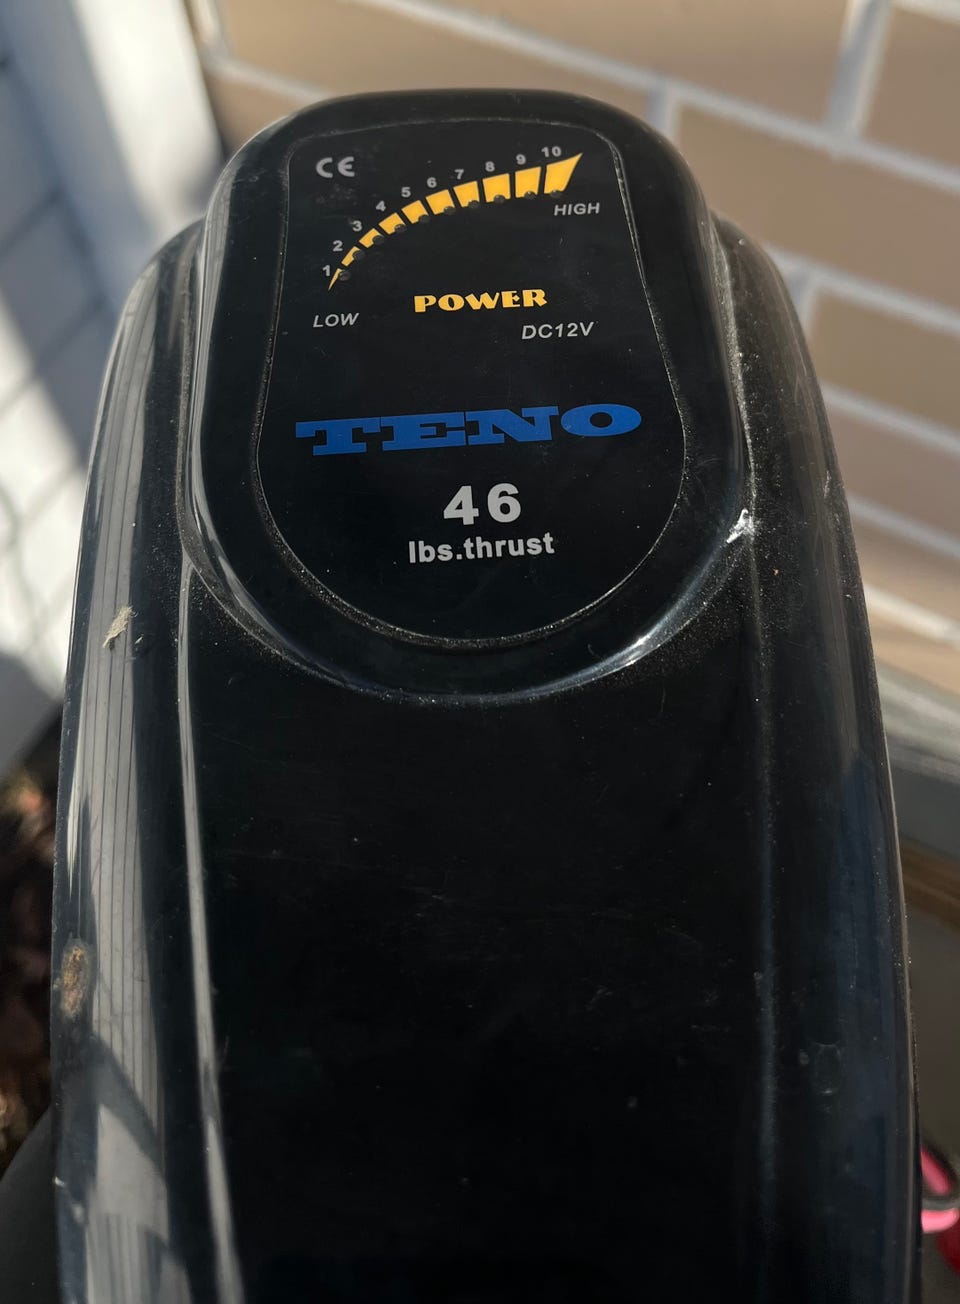 CE
1 2 3 4 5 6 7 8 9 10
HIGH
POWER
LOW
DC12V
TENO
46
lbs.thrust